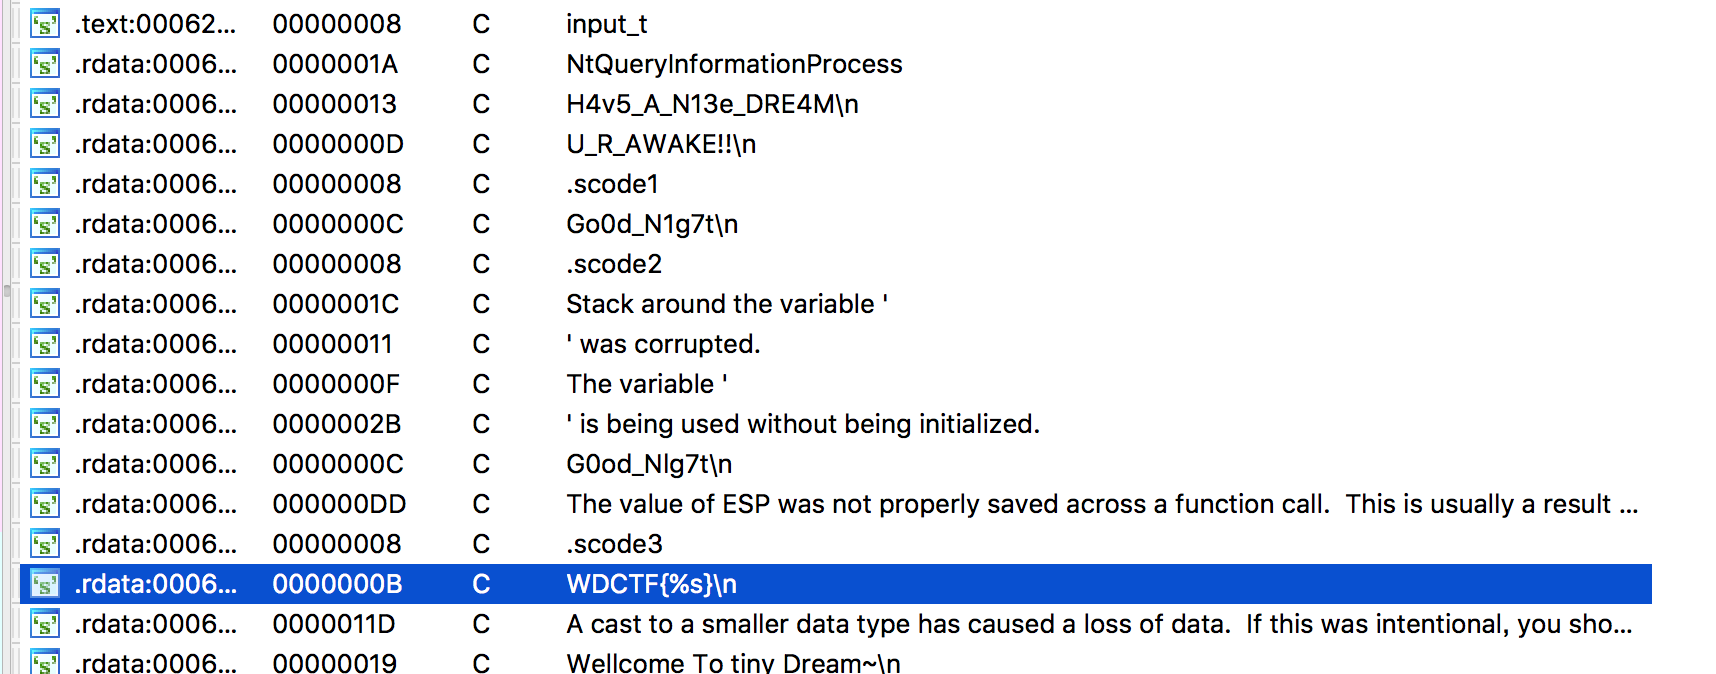 .text:00062... 00000008 C input_t
.rdata:0006... 0000001A C NtQueryInformationProcess
.rdata:0006... 00000013 C H4v5_A_N13e_DRE4M\n
.rdata:0006... 0000000D C U_R_AWAKE!!\n
.rdata:0006... 00000008 C .scode1
.rdata:0006... 0000000C C Go0d_N1g7t\n
.rdata:0006... 00000008 C .scode2
.rdata:0006... 0000001C C Stack around the variable '
.rdata:0006... 00000011 C ' was corrupted.
.rdata:0006... 0000000F C The variable '
.rdata:0006... 0000002B C ' is being used without being initialized.
.rdata:0006... 0000000C C G0od_NIg7t\n
.rdata:0006... 000000DD C The value of ESP was not properly saved across a function call.  This is usually a result ...
.rdata:0006... 00000008 C .scode3
.rdata:0006... 0000000B C WDCTF{%s}\n
.rdata:0006... 0000011D C A cast to a smaller data type has caused a loss of data.  If this was intentional, you sho...
.rdata:0006... 00000019 C Wellcome To tiny Dream~\n